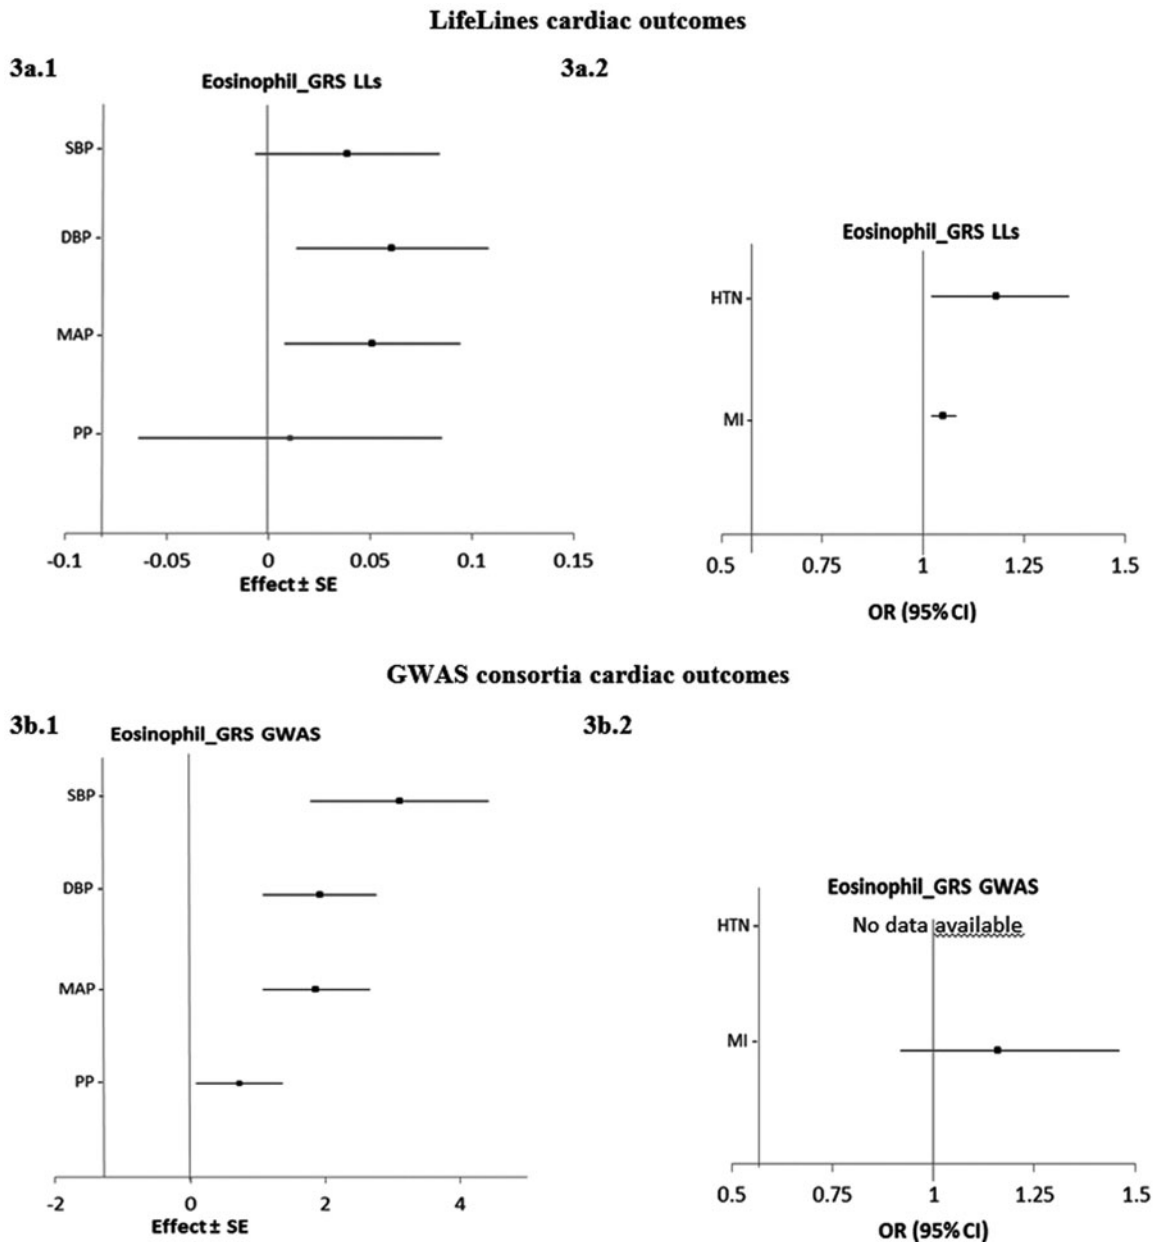 LifeLines cardiac outcomes
3a.1
Eosinophil_GRS LLs
SBP
DBP
MAP
PP
-0.1 -0.05 0 0.05 0.1 0.15
Effect ± SE
3a.2
Eosinophil_GRS LLs
HTN
MI
0.5 0.75 1 1.25 1.5
OR (95% CI)
GWAS consortia cardiac outcomes
3b.1
Eosinophil_GRS GWAS
SBP
DBP
MAP
PP
-2 0 2 4
Effect ± SE
3b.2
Eosinophil_GRS GWAS
HTN
No data available
MI
0.5 0.75 1 1.25 1.5
OR (95% CI)